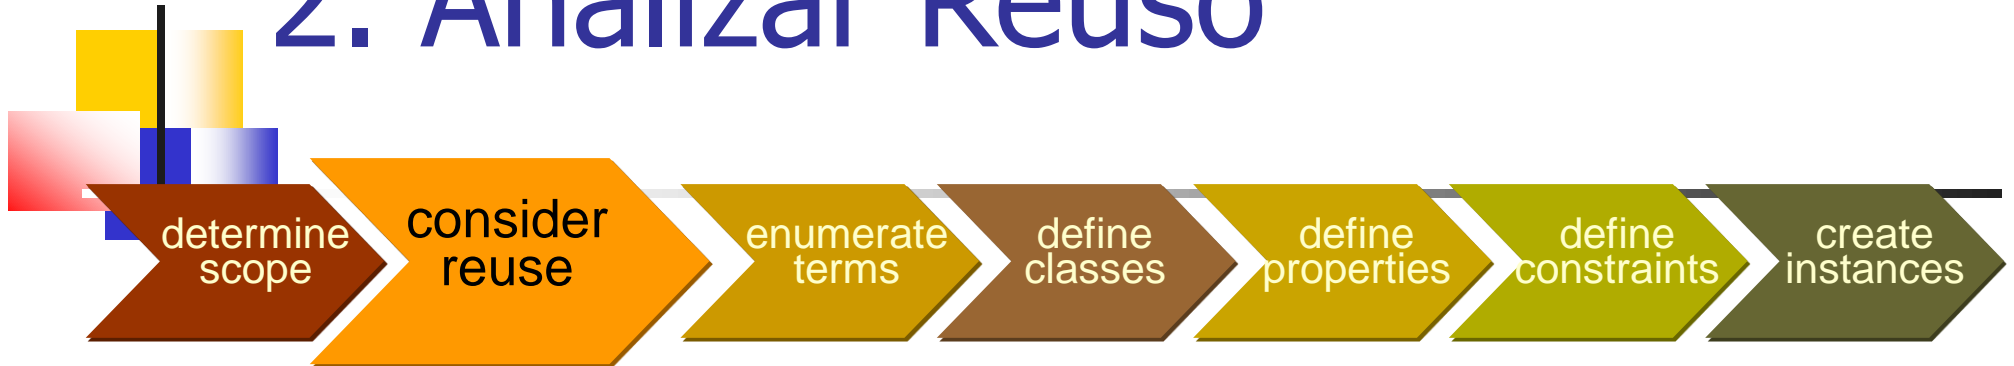 2. Analizar Reuso
determine
scope
consider
reuse
enumerate
terms
define
classes
define
properties
define
constraints
create
instances